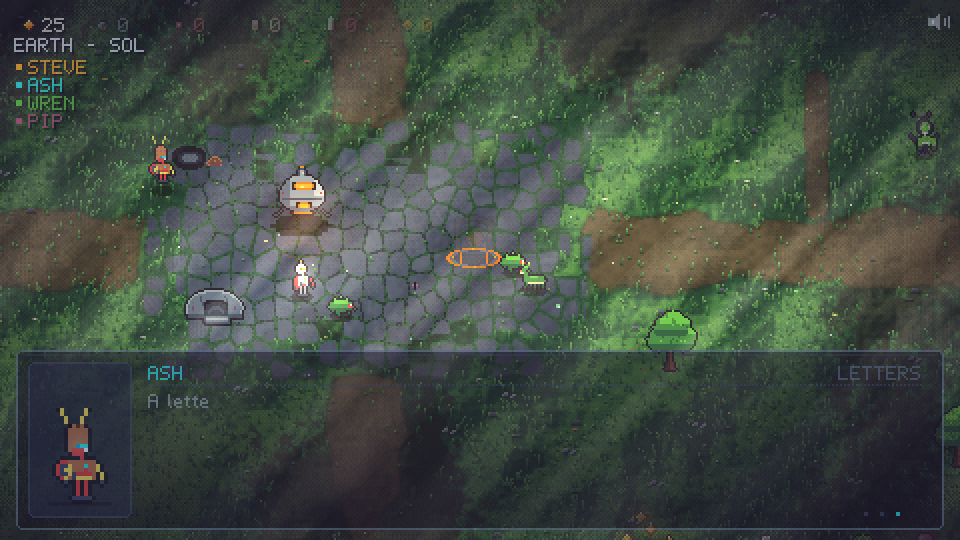 25 0 0 0 0 0
EARTH - SOL
STEVE
ASH
WREN
PIP
ASH
LETTERS
A lette